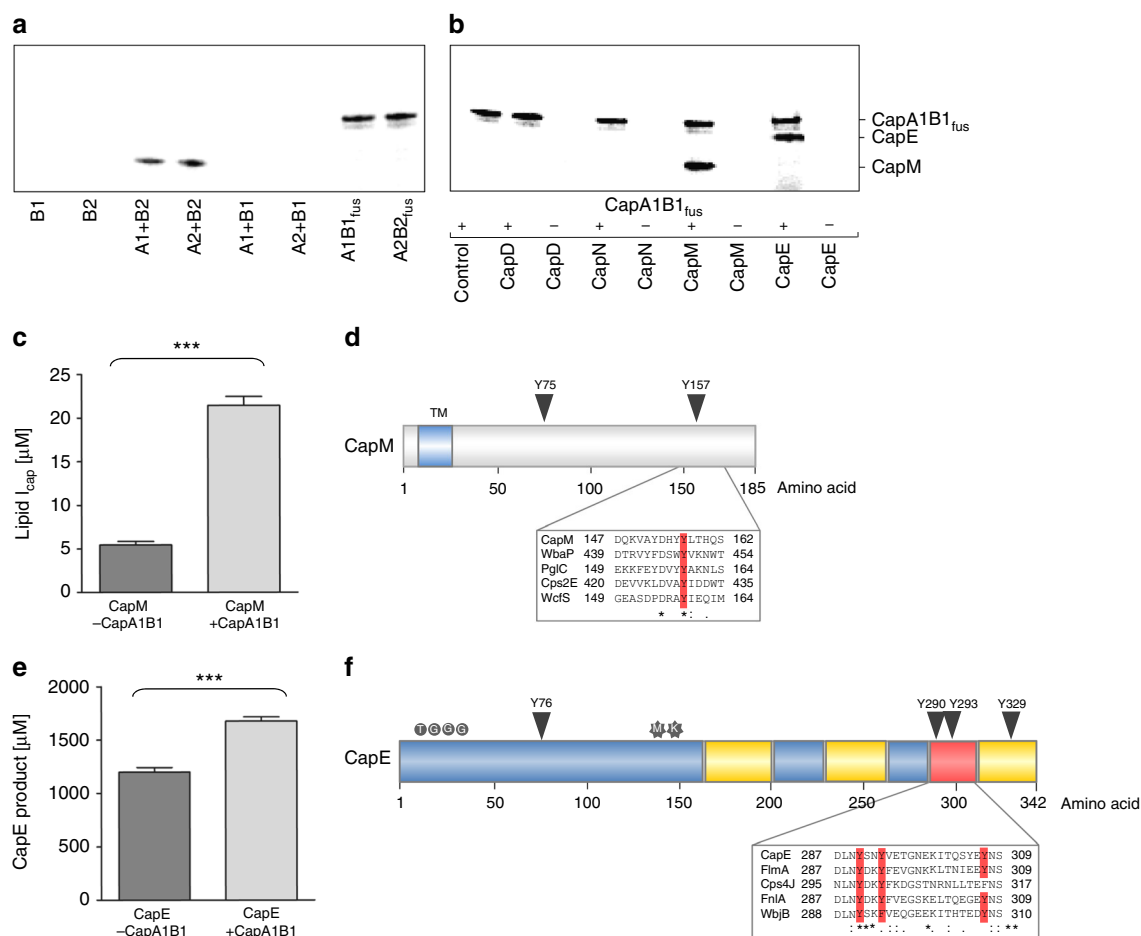 a
b
CapA1B1fus
CapE
CapM
B1
B2
A1+B2
A2+B2
A1+B1
A2+B1
A1B1fus
A2B2fus
CapA1B1fus
+ + – + – + – + –
Control
CapD
CapD
CapN
CapN
CapM
CapM
CapE
CapE
c
Lipid Icap [µM]
25
20
15
10
5
0
***
CapM
–CapA1B1
CapM
+CapA1B1
d
Y75
Y157
TM
CapM
1 50 100 150 185 Amino acid
CapM 147 DQKVAYDHYYLTHQS 162
WbaP 439 DTRVYFDSWYVKNWT 454
PglC 149 EKKFEYDVYYAKNLS 164
Cps2E 420 DEVVKLDVAYIDDWT 435
WcfS 149 GEASDPDRAYIEQIM 164
* *: .
e
CapE product [µM]
2000
1500
1000
500
0
***
CapE
–CapA1B1
CapE
+CapA1B1
f
Y76
Y290 Y293
Y329
T G G G
M K
CapE
1 50 100 150 200 250 300 342 Amino acid
CapE 287 DLNYSNYVETGNEKITQSYEYNS 309
FlmA 287 DLNYDKYFEVGNKKLTNIEEYNS 309
Cps4J 295 NLNYDKYFKDGSTNRNLLTEFNS 317
FnlA 287 DLNYDKYFVEGSKELTQEGEYNS 309
WbjB 288 DLNYSKFVEQGEEKITHTEDYNS 310
:*** .::. * : . :**